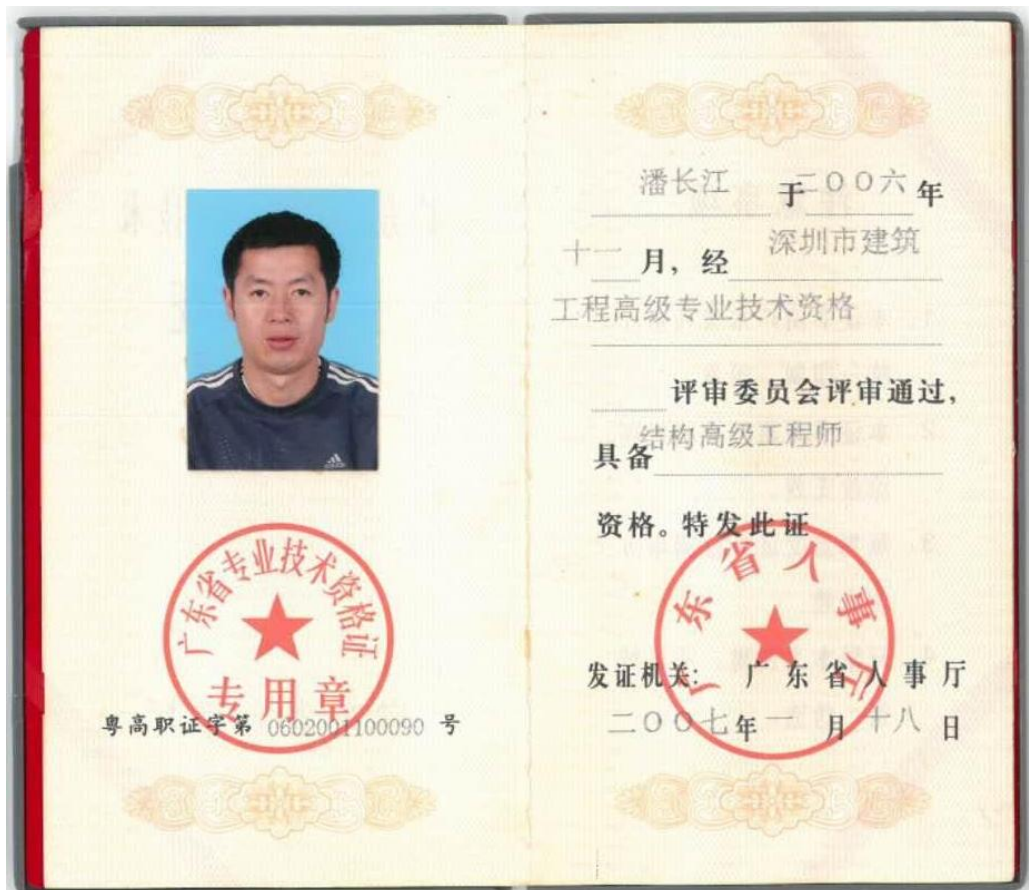 广东省专业技术资格证
专用章
粤高职证字第 0602001100090 号
潘长江 于二00六年
十一月，经深圳市建筑
工程高级专业技术资格
评审委员会评审通过，
具备结构高级工程师
资格。特发此证
广东省人事厅
发证机关：广东省人事厅
二00七年一月十八日